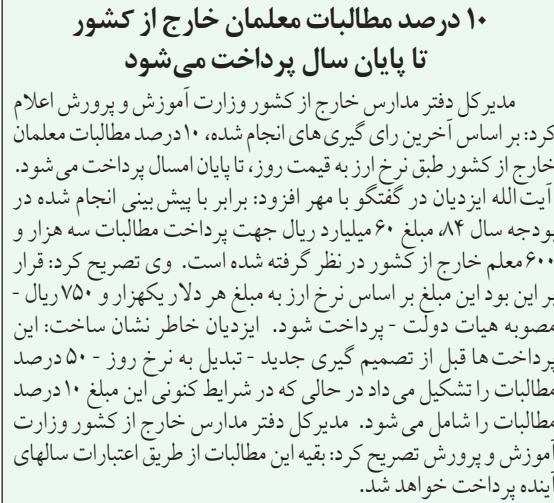 ۱۰ درصد مطالبات معلمان خارج از کشور
تا پایان سال پرداخت می‌شود
مدیرکل دفتر مدارس خارج از کشور وزارت آموزش و پرورش اعلام
کرد: بر اساس آخرین رای گیری‌های انجام شده، ۱۰درصد مطالبات معلمان
خارج از کشور طبق نرخ ارز به قیمت روز، تا پایان امسال پرداخت می‌شود.
آیت‌الله ایزدیان در گفتگو با مهر افزود: برابر با پیش‌بینی انجام شده در
بودجه سال ۸۴، مبلغ ۶۰ میلیارد ریال جهت پرداخت مطالبات سه هزار و
۶۰۰معلم خارج از کشور در نظر گرفته شده است. وی تصریح کرد: قرار
بر این بود این مبلغ بر اساس نرخ ارز به مبلغ هر دلار یکهزار و ۷۵۰ریال -
مصوبه هیات دولت - پرداخت شود. ایزدیان خاطر نشان ساخت: این
پرداخت‌ها قبل از تصمیم گیری جدید - تبدیل به نرخ روز - ۵۰ درصد
مطالبات را تشکیل می‌داد در حالی که در شرایط کنونی این مبلغ ۱۰درصد
مطالبات را شامل می‌شود. مدیرکل دفتر مدارس خارج از کشور وزارت
آموزش و پرورش تصریح کرد: بقیه این مطالبات از طریق اعتبارات سالهای
آینده پرداخت خواهد شد.